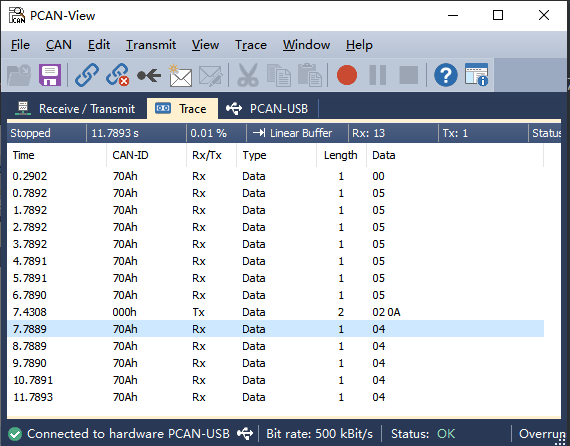 PCAN-View
File CAN Edit Transmit View Trace Window Help
Receive / Transmit Trace PCAN-USB
Stopped 11.7893 s 0.01 % Linear Buffer Rx: 13 Tx: 1 Status
Time CAN-ID Rx/Tx Type Length Data
0.2902 70Ah Rx Data 1 00
0.7892 70Ah Rx Data 1 05
1.7892 70Ah Rx Data 1 05
2.7892 70Ah Rx Data 1 05
3.7892 70Ah Rx Data 1 05
4.7891 70Ah Rx Data 1 05
5.7891 70Ah Rx Data 1 05
6.7890 70Ah Rx Data 1 05
7.4308 000h Tx Data 2 02 0A
7.7889 70Ah Rx Data 1 04
8.7889 70Ah Rx Data 1 04
9.7890 70Ah Rx Data 1 04
10.7891 70Ah Rx Data 1 04
11.7893 70Ah Rx Data 1 04
Connected to hardware PCAN-USB Bit rate: 500 kBit/s Status: OK Overrun